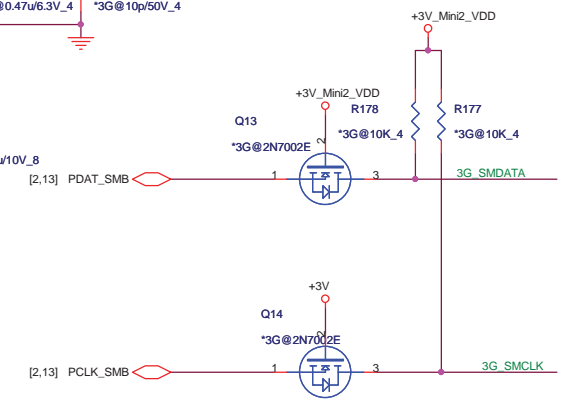 @0.47u/6.3V_4 *3G@10p/50V_4
+3V_Mini2_VDD
+3V_Mini2_VDD
Q13
R178
R177
*3G@2N7002E
2
*3G@10K_4
*3G@10K_4
u/10V_8
[2,13] PDAT_SMB
1
3
3G_SMDATA
+3V
Q14
*3G@2N7002E
2
[2,13] PCLK_SMB
1
3
3G_SMCLK